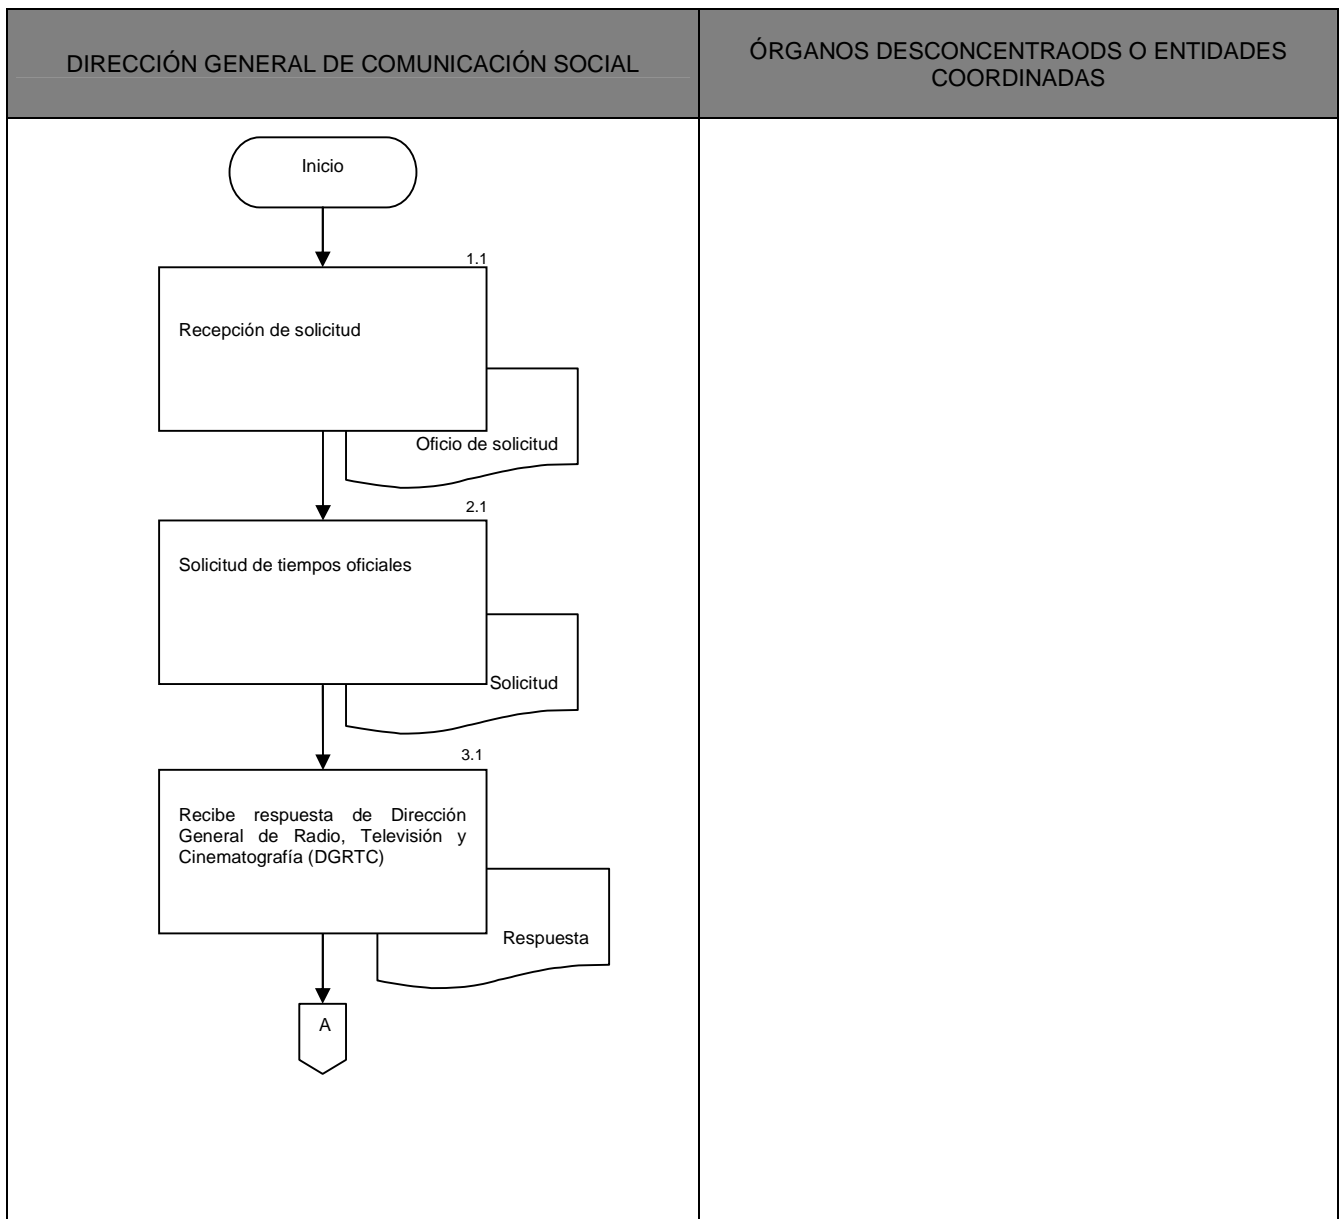 DIRECCIÓN GENERAL DE COMUNICACIÓN SOCIAL
ÓRGANOS DESCONCENTRAODS O ENTIDADES
COORDINADAS
Inicio
1.1
Recepción de solicitud
Oficio de solicitud
2.1
Solicitud de tiempos oficiales
Solicitud
3.1
Recibe respuesta de Dirección
General de Radio, Televisión y
Cinematografía (DGRTC)
Respuesta
A